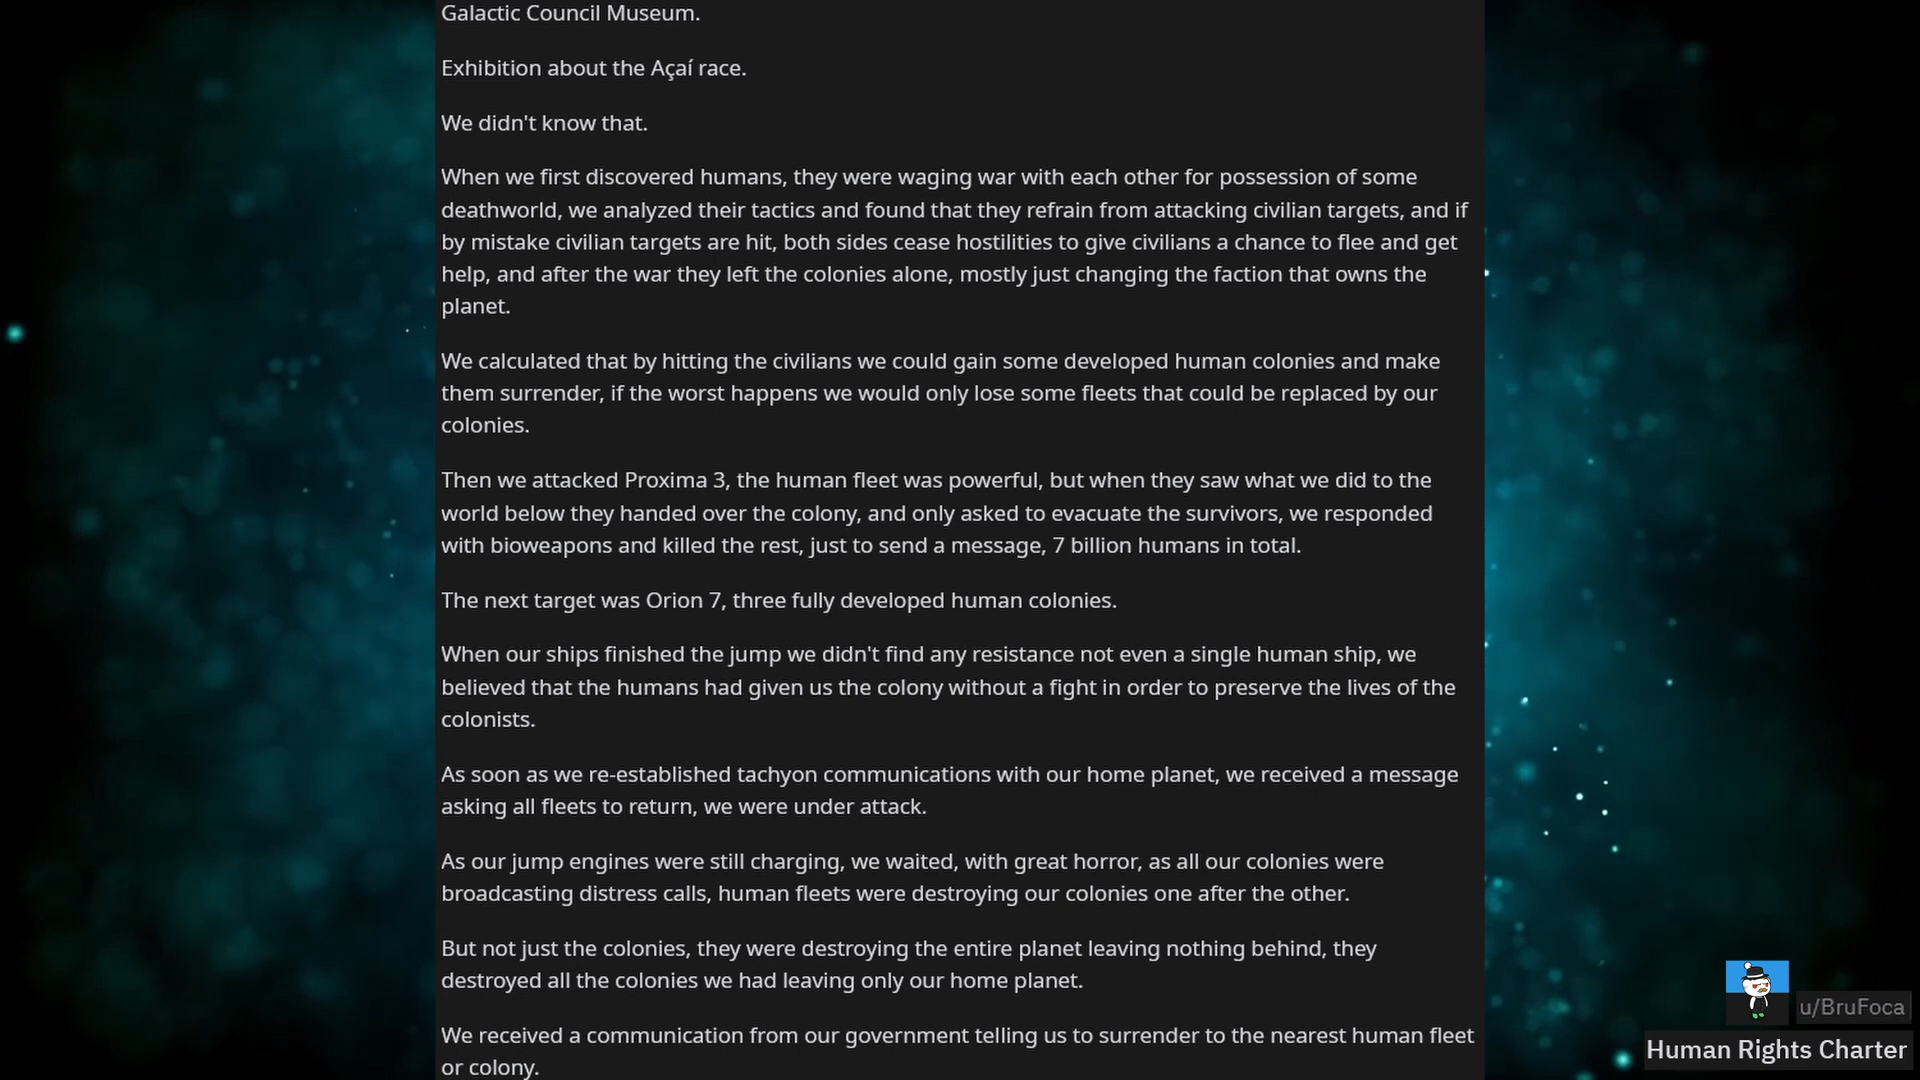 Galactic Council Museum.
Exhibition about the Açaí race.
We didn't know that.
When we first discovered humans, they were waging war with each other for possession of some
deathworld, we analyzed their tactics and found that they refrain from attacking civilian targets, and if
by mistake civilian targets are hit, both sides cease hostilities to give civilians a chance to flee and get
help, and after the war they left the colonies alone, mostly just changing the faction that owns the
planet.
We calculated that by hitting the civilians we could gain some developed human colonies and make
them surrender, if the worst happens we would only lose some fleets that could be replaced by our
colonies.
Then we attacked Proxima 3, the human fleet was powerful, but when they saw what we did to the
world below they handed over the colony, and only asked to evacuate the survivors, we responded
with bioweapons and killed the rest, just to send a message, 7 billion humans in total.
The next target was Orion 7, three fully developed human colonies.
When our ships finished the jump we didn't find any resistance not even a single human ship, we
believed that the humans had given us the colony without a fight in order to preserve the lives of the
colonists.
As soon as we re-established tachyon communications with our home planet, we received a message
asking all fleets to return, we were under attack.
As our jump engines were still charging, we waited, with great horror, as all our colonies were
broadcasting distress calls, human fleets were destroying our colonies one after the other.
But not just the colonies, they were destroying the entire planet leaving nothing behind, they
destroyed all the colonies we had leaving only our home planet.
We received a communication from our government telling us to surrender to the nearest human fleet
or colony.
u/BruFoca
Human Rights Charter